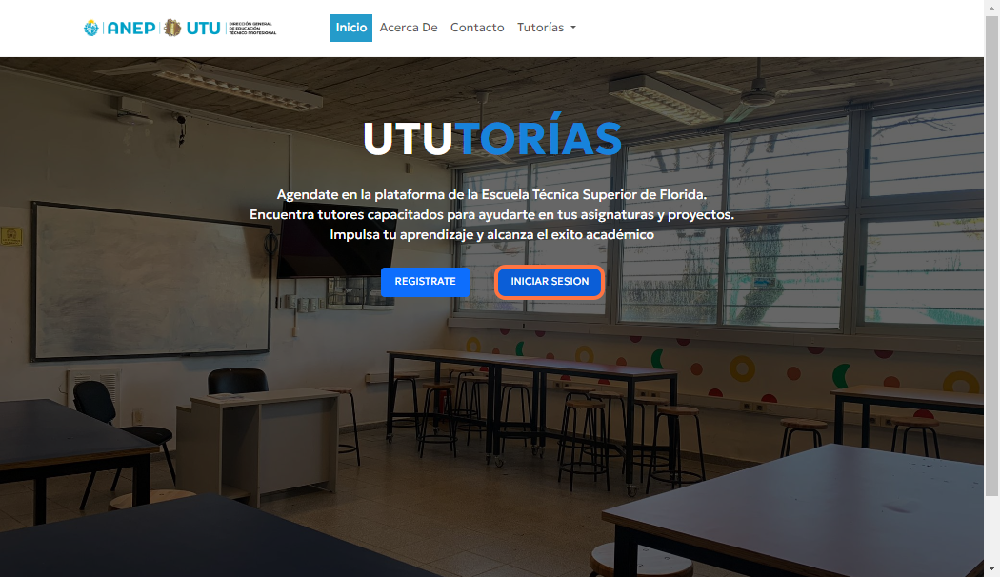 ANEP UTU DIRECCIÓN GENERAL
DE EDUCACIÓN
TÉCNICO PROFESIONAL
Inicio Acerca De Contacto Tutorías
UTUTORÍAS
Agendate en la plataforma de la Escuela Técnica Superior de Florida.
Encuentra tutores capacitados para ayudarte en tus asignaturas y proyectos.
Impulsa tu aprendizaje y alcanza el exito académico
REGISTRATE INICIAR SESION